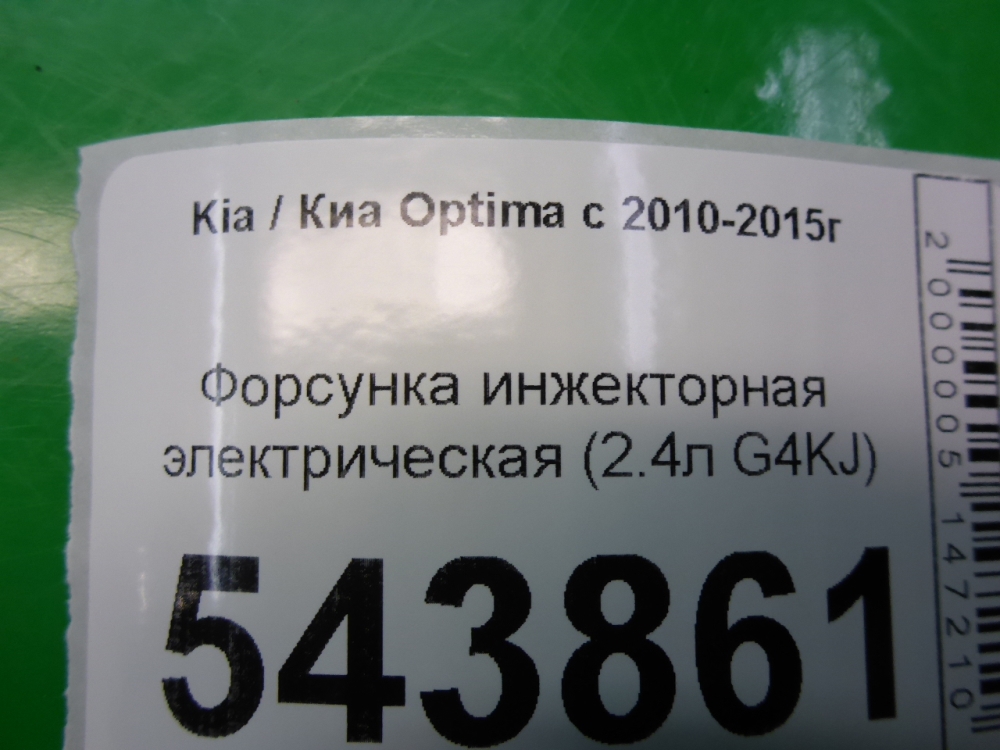 Kia / Киа Optima с 2010-2015г
Форсунка инжекторная
электрическая (2.4л G4KJ)
543861
2000005147210